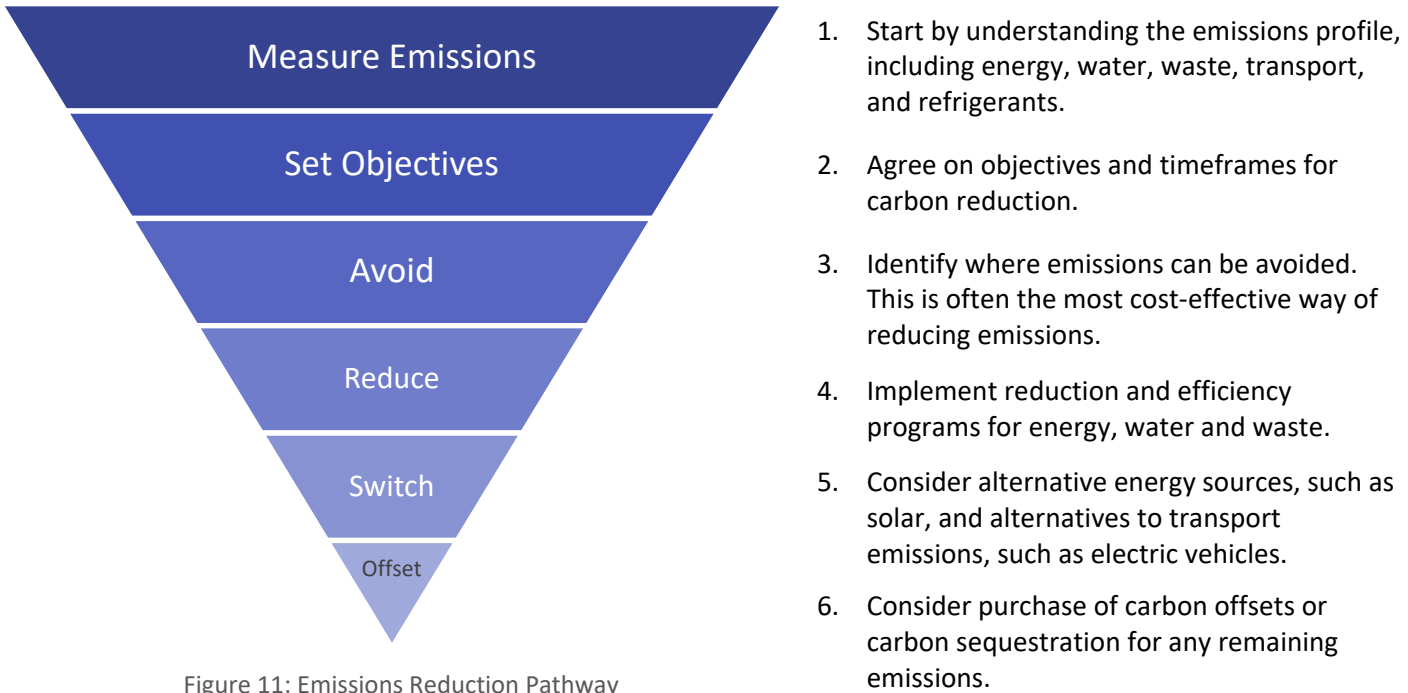 Measure Emissions
Set Objectives
Avoid
Reduce
Switch
Offset
Figure 11: Emissions Reduction Pathway
1. Start by understanding the emissions profile,
including energy, water, waste, transport,
and refrigerants.
2. Agree on objectives and timeframes for
carbon reduction.
3. Identify where emissions can be avoided.
This is often the most cost-effective way of
reducing emissions.
4. Implement reduction and efficiency
programs for energy, water and waste.
5. Consider alternative energy sources, such as
solar, and alternatives to transport
emissions, such as electric vehicles.
6. Consider purchase of carbon offsets or
carbon sequestration for any remaining
emissions.